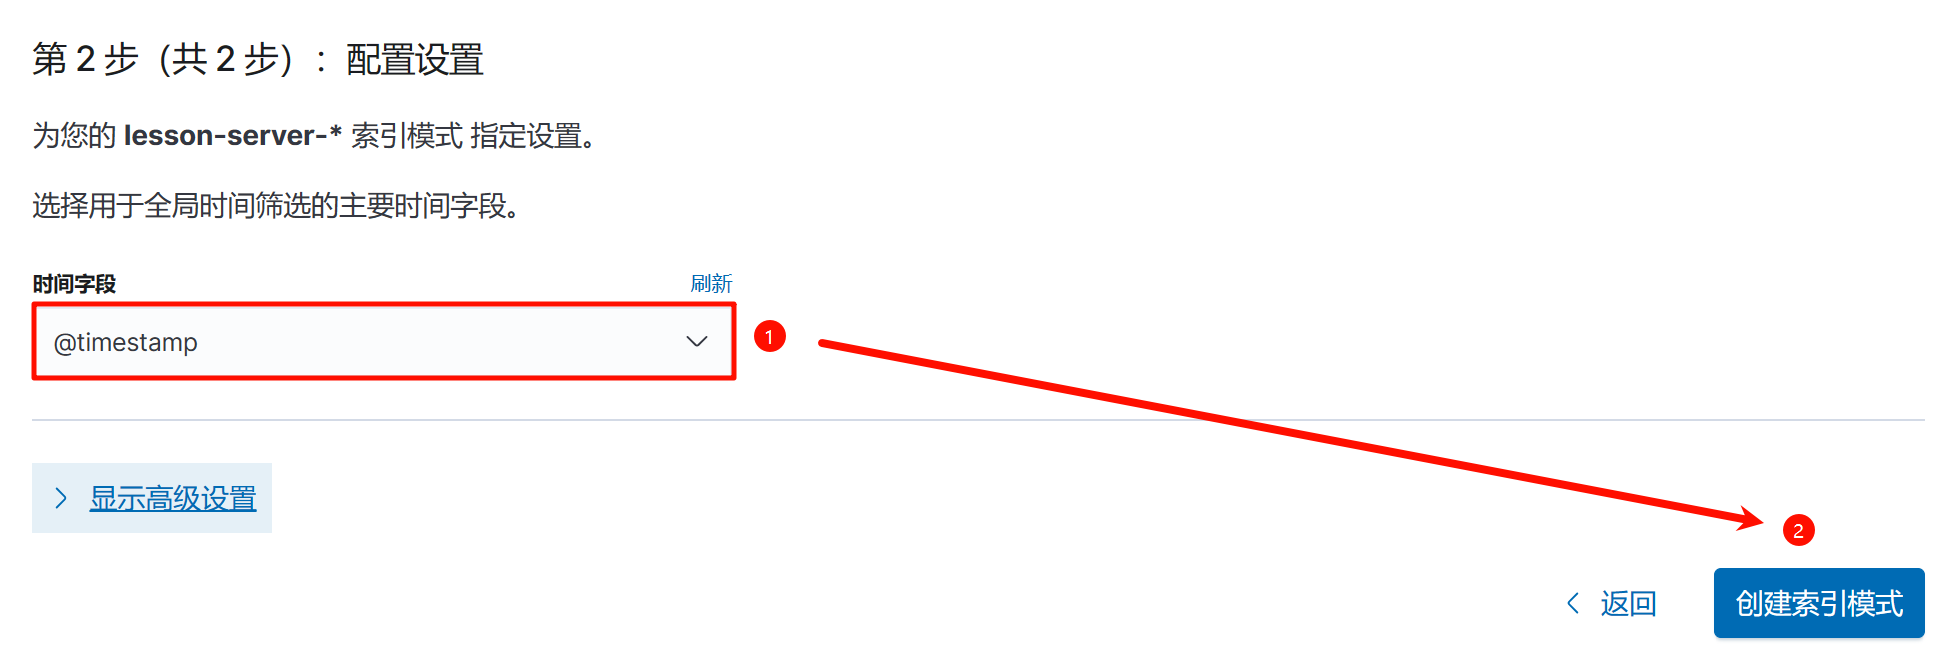 第 2 步（共 2 步）：配置设置
为您的 lesson-server-* 索引模式 指定设置。
选择用于全局时间筛选的主要时间字段。
时间字段 刷新
@timestamp 1
显示高级设置
2
返回 创建索引模式